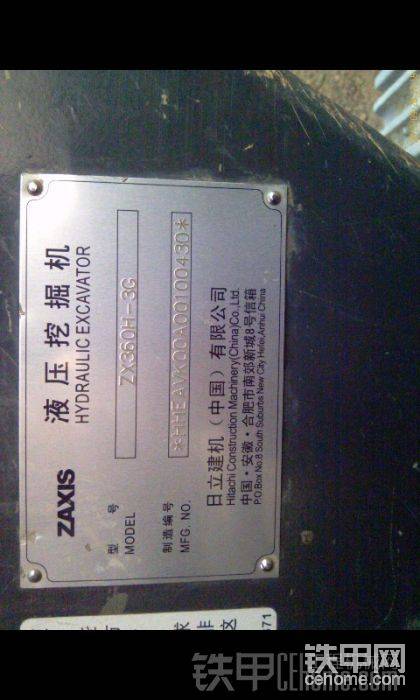 ZAXIS 液压挖掘机
HYDRAULIC EXCAVATOR
型号
MODEL
ZX360H-3G
制造编号
MFG. NO.
日立建机（中国）有限公司
Hitachi Construction Machinery(China)Co.,Ltd.
中国·安徽·合肥市南郊新城8号信箱
P.O.Box No.8 South Suburbs New City Hefei,Anhui China
71
铁甲网
cehome.com